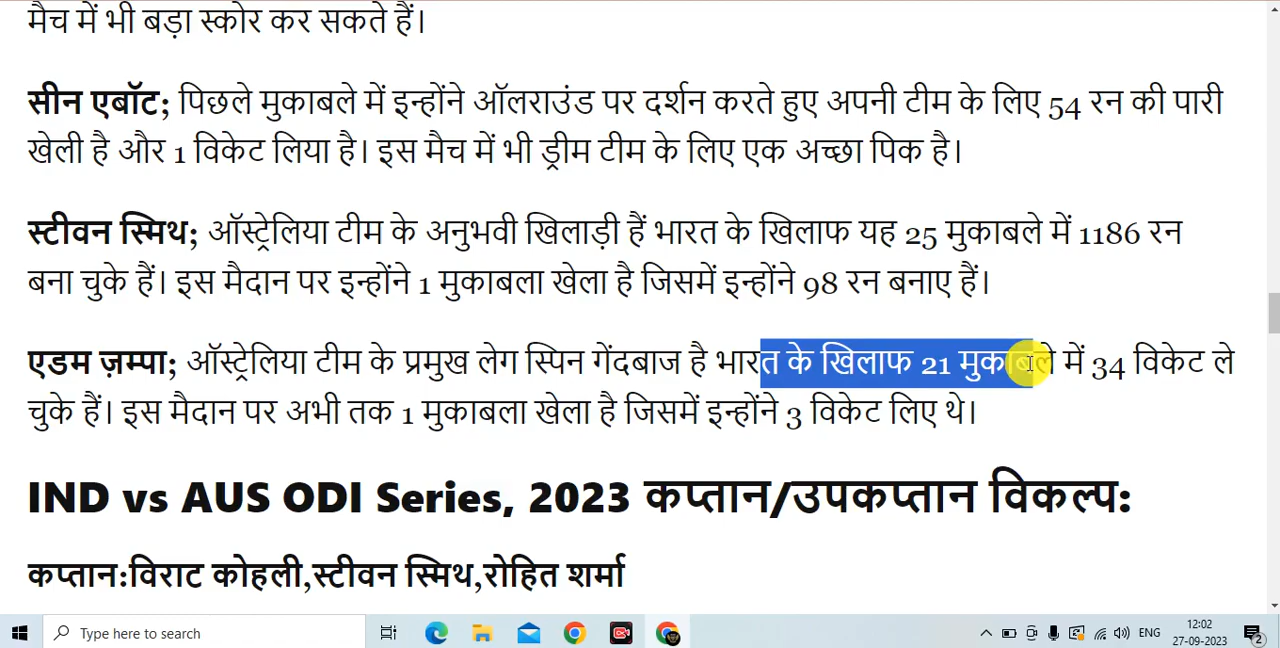 मैच में भी बड़ा स्कोर कर सकते हैं।
सीन एबॉट; पिछले मुकाबले में इन्होंने ऑलराउंड पर दर्शन करते हुए अपनी टीम के लिए 54 रन की पारी
खेली है और 1 विकेट लिया है। इस मैच में भी ड्रीम टीम के लिए एक अच्छा पिक है।
स्टीवन स्मिथ; ऑस्ट्रेलिया टीम के अनुभवी खिलाड़ी हैं भारत के खिलाफ यह 25 मुकाबले में 1186 रन
बना चुके हैं। इस मैदान पर इन्होंने 1 मुकाबला खेला है जिसमें इन्होंने 98 रन बनाए हैं।
एडम ज़म्पा; ऑस्ट्रेलिया टीम के प्रमुख लेग स्पिन गेंदबाज है भारत के खिलाफ 21 मुकाबले में 34 विकेट ले
चुके हैं। इस मैदान पर अभी तक 1 मुकाबला खेला है जिसमें इन्होंने 3 विकेट लिए थे।
IND vs AUS ODI Series, 2023 कप्तान/उपकप्तान विकल्प:
कप्तान:विराट कोहली,स्टीवन स्मिथ,रोहित शर्मा
Type here to search
ENG
12:02
27-09-2023
2